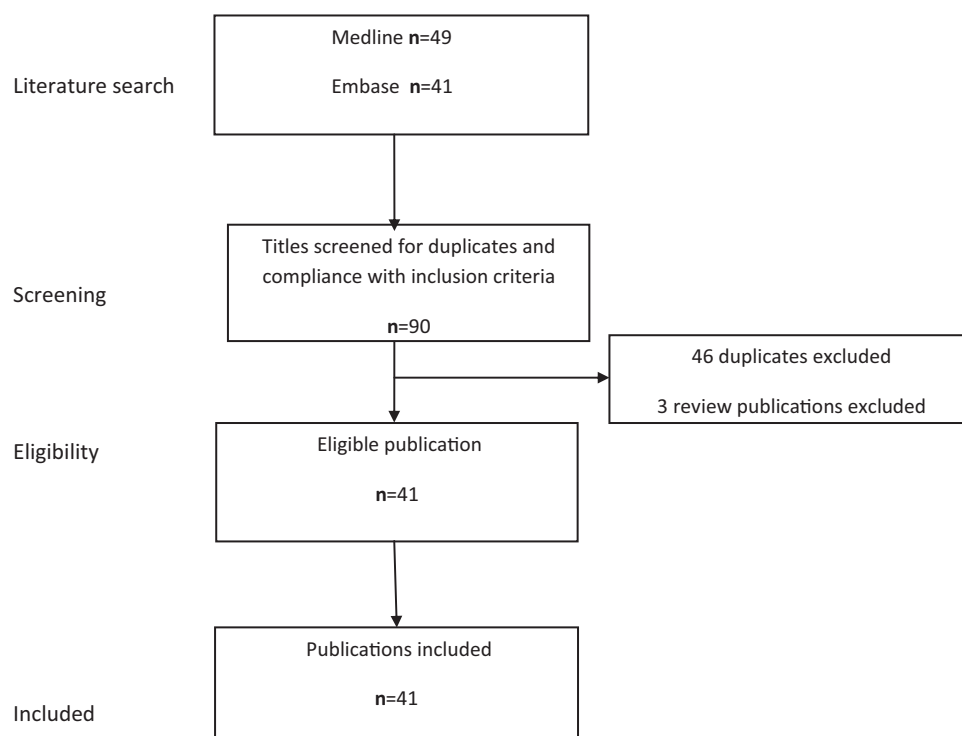 Literature search
Medline n=49
Embase n=41
Screening
Titles screened for duplicates and
compliance with inclusion criteria
n=90
46 duplicates excluded
3 review publications excluded
Eligibility
Eligible publication
n=41
Publications included
n=41
Included